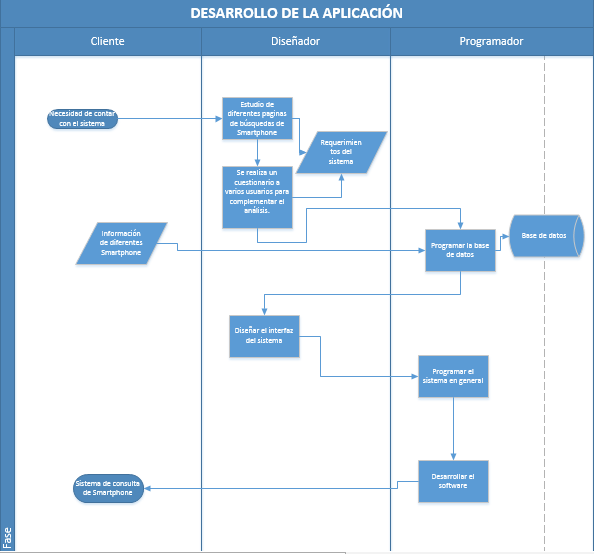 DESARROLLO DE LA APLICACIÓN
Cliente
Diseñador
Programador
Necesidad de contar
con el sistema
Estudio de
diferentes paginas
de búsquedas de
Smartphone
Requerimien
tos del
sistema
Se realiza un
cuestionario a
varios usuarios para
complementar el
análisis.
Información
de diferentes
Smartphone
Programar la base
de datos
Base de datos
Diseñar el interfaz
del sistema
Programar el
sistema en general
Desarrollar el
software
Sistema de consulta
de Smartphone
Fase